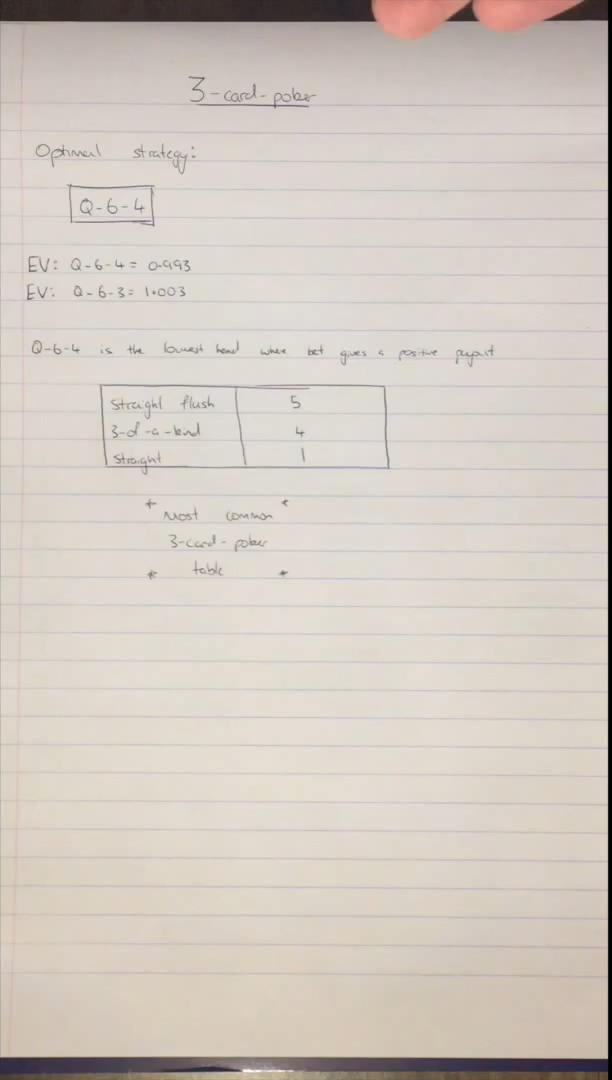 3-card-poker
Optimal strategy:
Q-6-4
EV: Q-6-4 = 0.993
EV: Q-6-3 = 1.003
Q-6-4 is the lowest hand where bet gives a positive payout
Straight flush 5
3-of-a-kind 4
Straight 1
* Most common *
3-card-poker
* table *